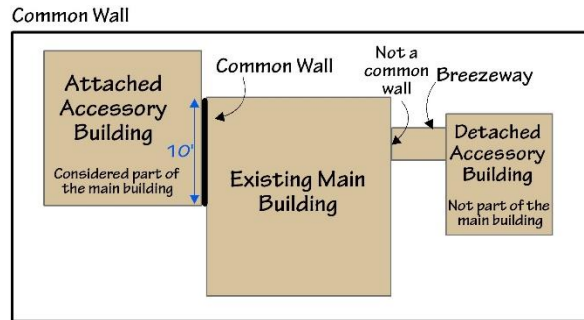 Common Wall
Attached
Accessory
Building
Considered part of
the main building
10'
Common Wall
Existing Main
Building
Not a
common
wall
Breezeway
Detached
Accessory
Building
Not part of the
main building